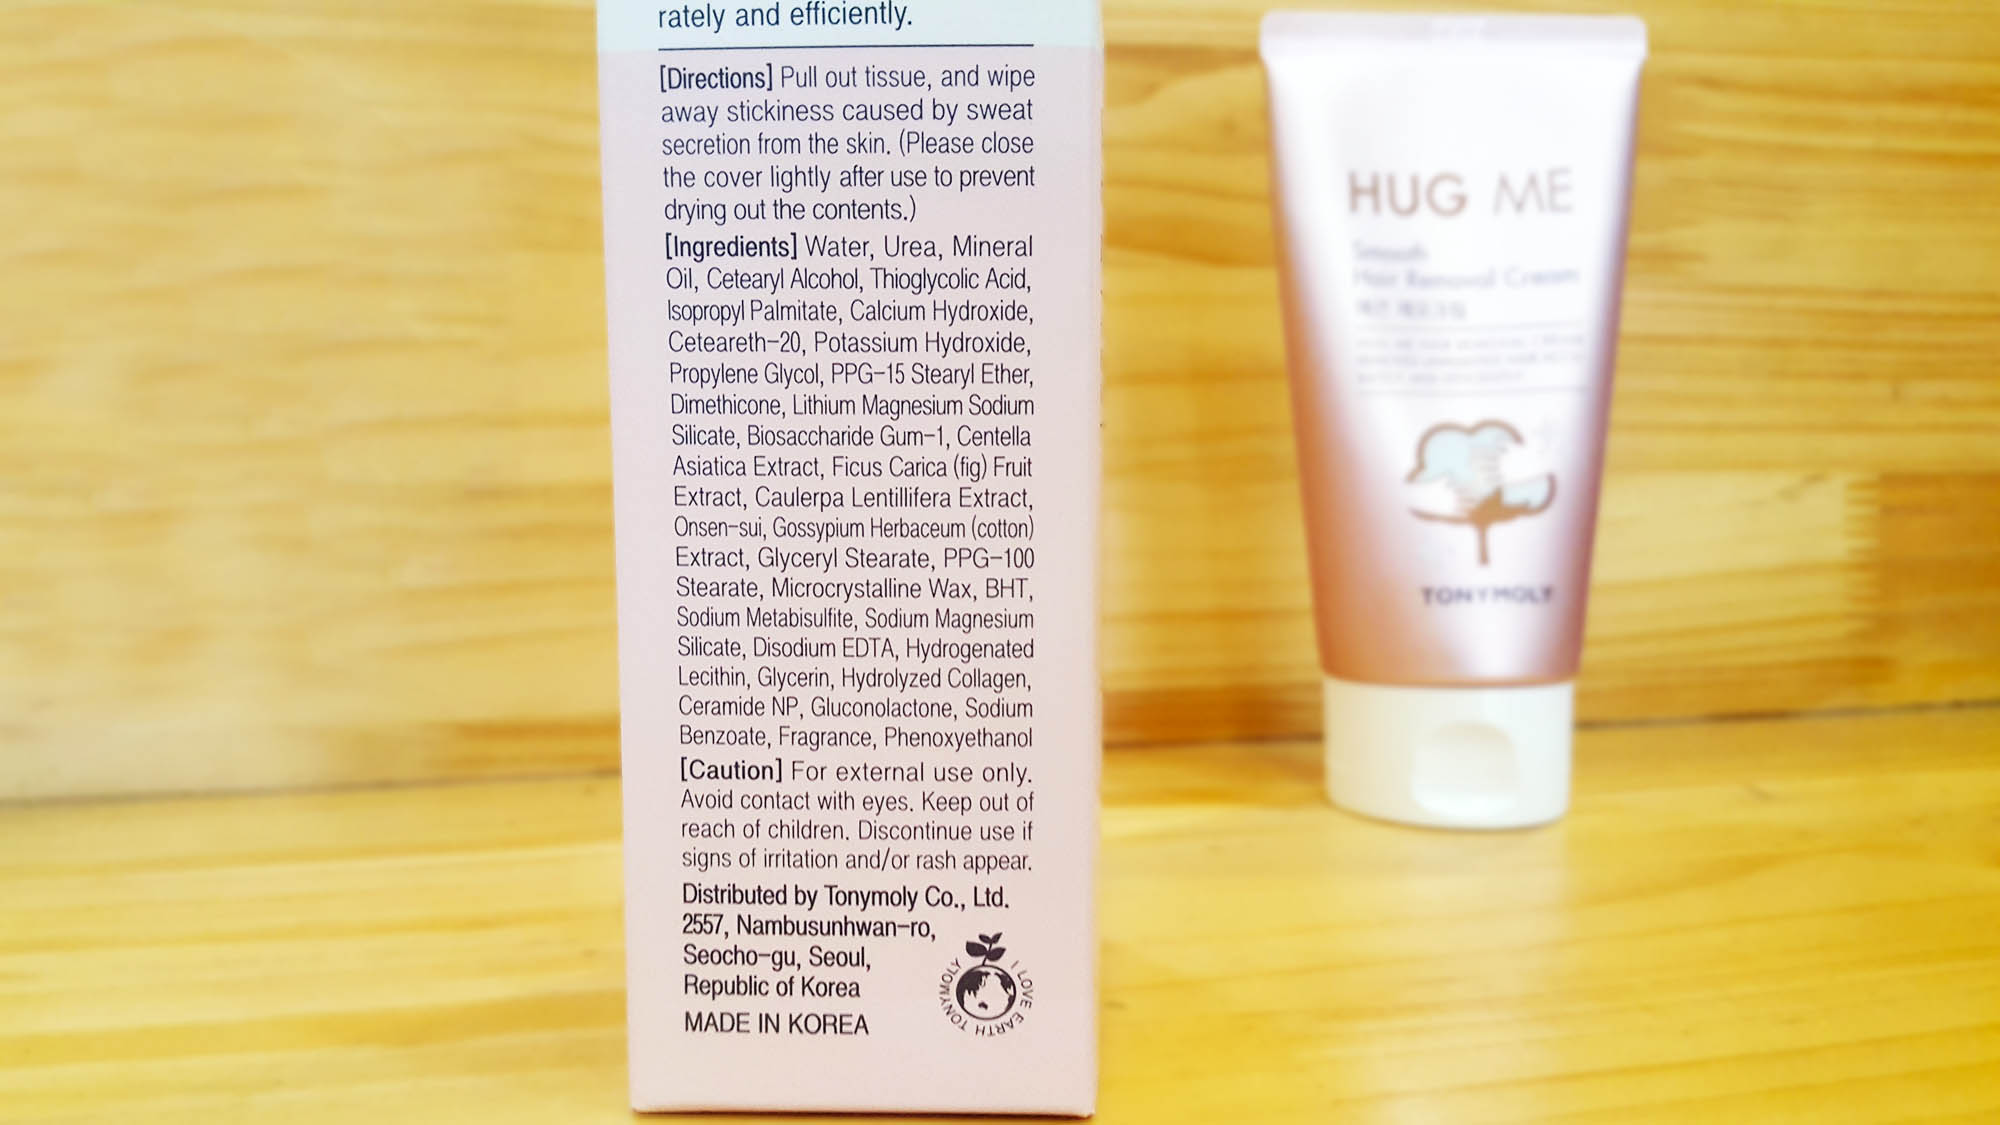 rately and efficiently.
[Directions] Pull out tissue, and wipe
away stickiness caused by sweat
secretion from the skin. (Please close
the cover lightly after use to prevent
drying out the contents.)
[Ingredients] Water, Urea, Mineral
Oil, Cetearyl Alcohol, Thioglycolic Acid,
Isopropyl Palmitate, Calcium Hydroxide,
Ceteareth-20, Potassium Hydroxide,
Propylene Glycol, PPG-15 Stearyl Ether,
Dimethicone, Lithium Magnesium Sodium
Silicate, Biosaccharide Gum-1, Centella
Asiatica Extract, Ficus Carica (fig) Fruit
Extract, Caulerpa Lentillifera Extract,
Onsen-sui, Gossypium Herbaceum (cotton)
Extract, Glyceryl Stearate, PPG-100
Stearate, Microcrystalline Wax, BHT,
Sodium Metabisulfite, Sodium Magnesium
Silicate, Disodium EDTA, Hydrogenated
Lecithin, Glycerin, Hydrolyzed Collagen,
Ceramide NP, Gluconolactone, Sodium
Benzoate, Fragrance, Phenoxyethanol
[Caution] For external use only.
Avoid contact with eyes. Keep out of
reach of children. Discontinue use if
signs of irritation and/or rash appear.
Distributed by Tonymoly Co., Ltd.
2557, Nambusunhwan-ro,
Seocho-gu, Seoul,
Republic of Korea
MADE IN KOREA
TONYMOLY I LOVE EARTH
HUG ME
Smooth
Hair Removal Cream
TONYMOLY